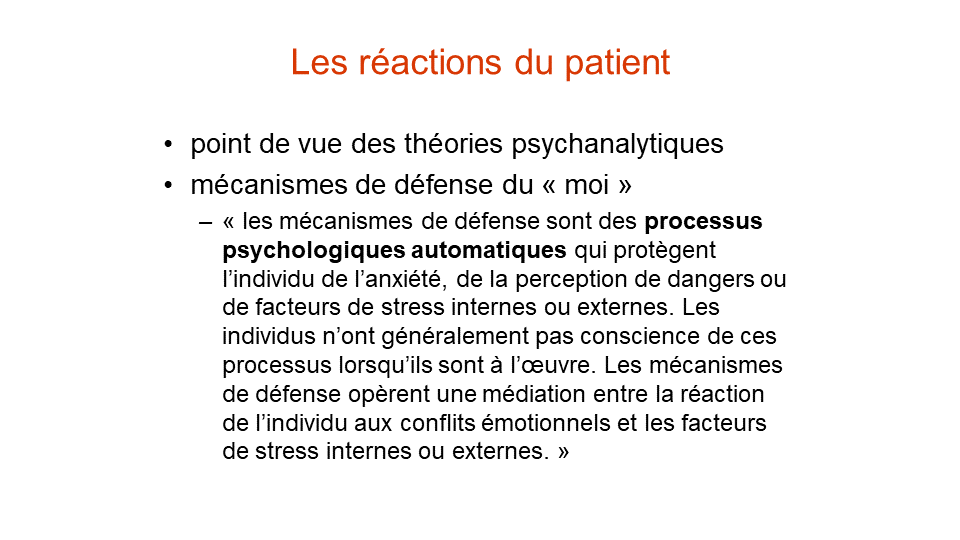 Les réactions du patient
• point de vue des théories psychanalytiques
• mécanismes de défense du « moi »
– « les mécanismes de défense sont des processus
psychologiques automatiques qui protègent
l’individu de l’anxiété, de la perception de dangers ou
de facteurs de stress internes ou externes. Les
individus n’ont généralement pas conscience de ces
processus lorsqu’ils sont à l’œuvre. Les mécanismes
de défense opèrent une médiation entre la réaction
de l’individu aux conflits émotionnels et les facteurs
de stress internes ou externes. »